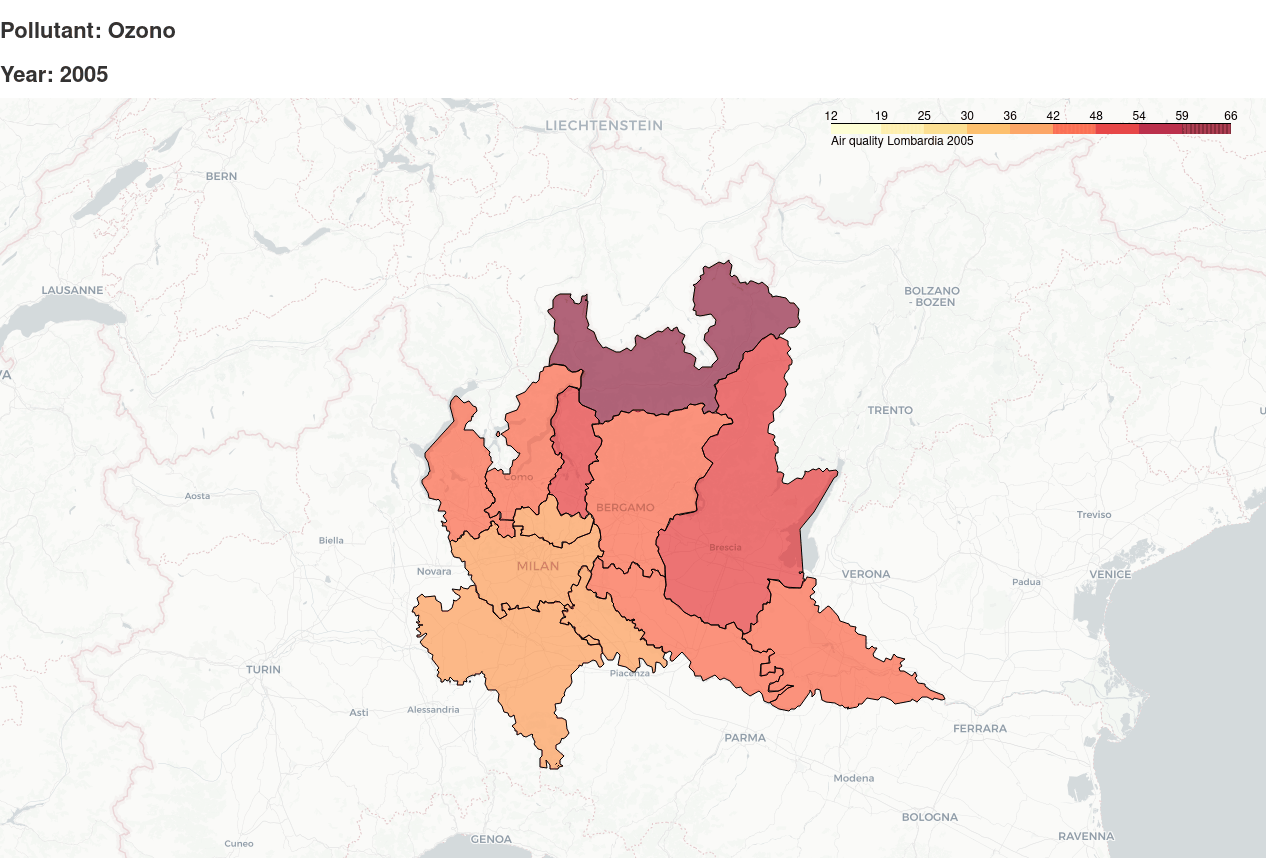 Pollutant: Ozono
Year: 2005
12 19 25 30 36 42 48 54 59 66
Air quality Lombardia 2005
LIECHTENSTEIN
BERN
LAUSANNE
BOLZANO
- BOZEN
VA
TRENTO
Como
Aosta
BERGAMO
Treviso
Biella
Brescia
Novara
MILAN
VERONA
VENICE
Padua
TURIN
Piacenza
Asti
Alessandria
FERRARA
PARMA
Modena
BOLOGNA
GENOA
RAVENNA
Cuneo